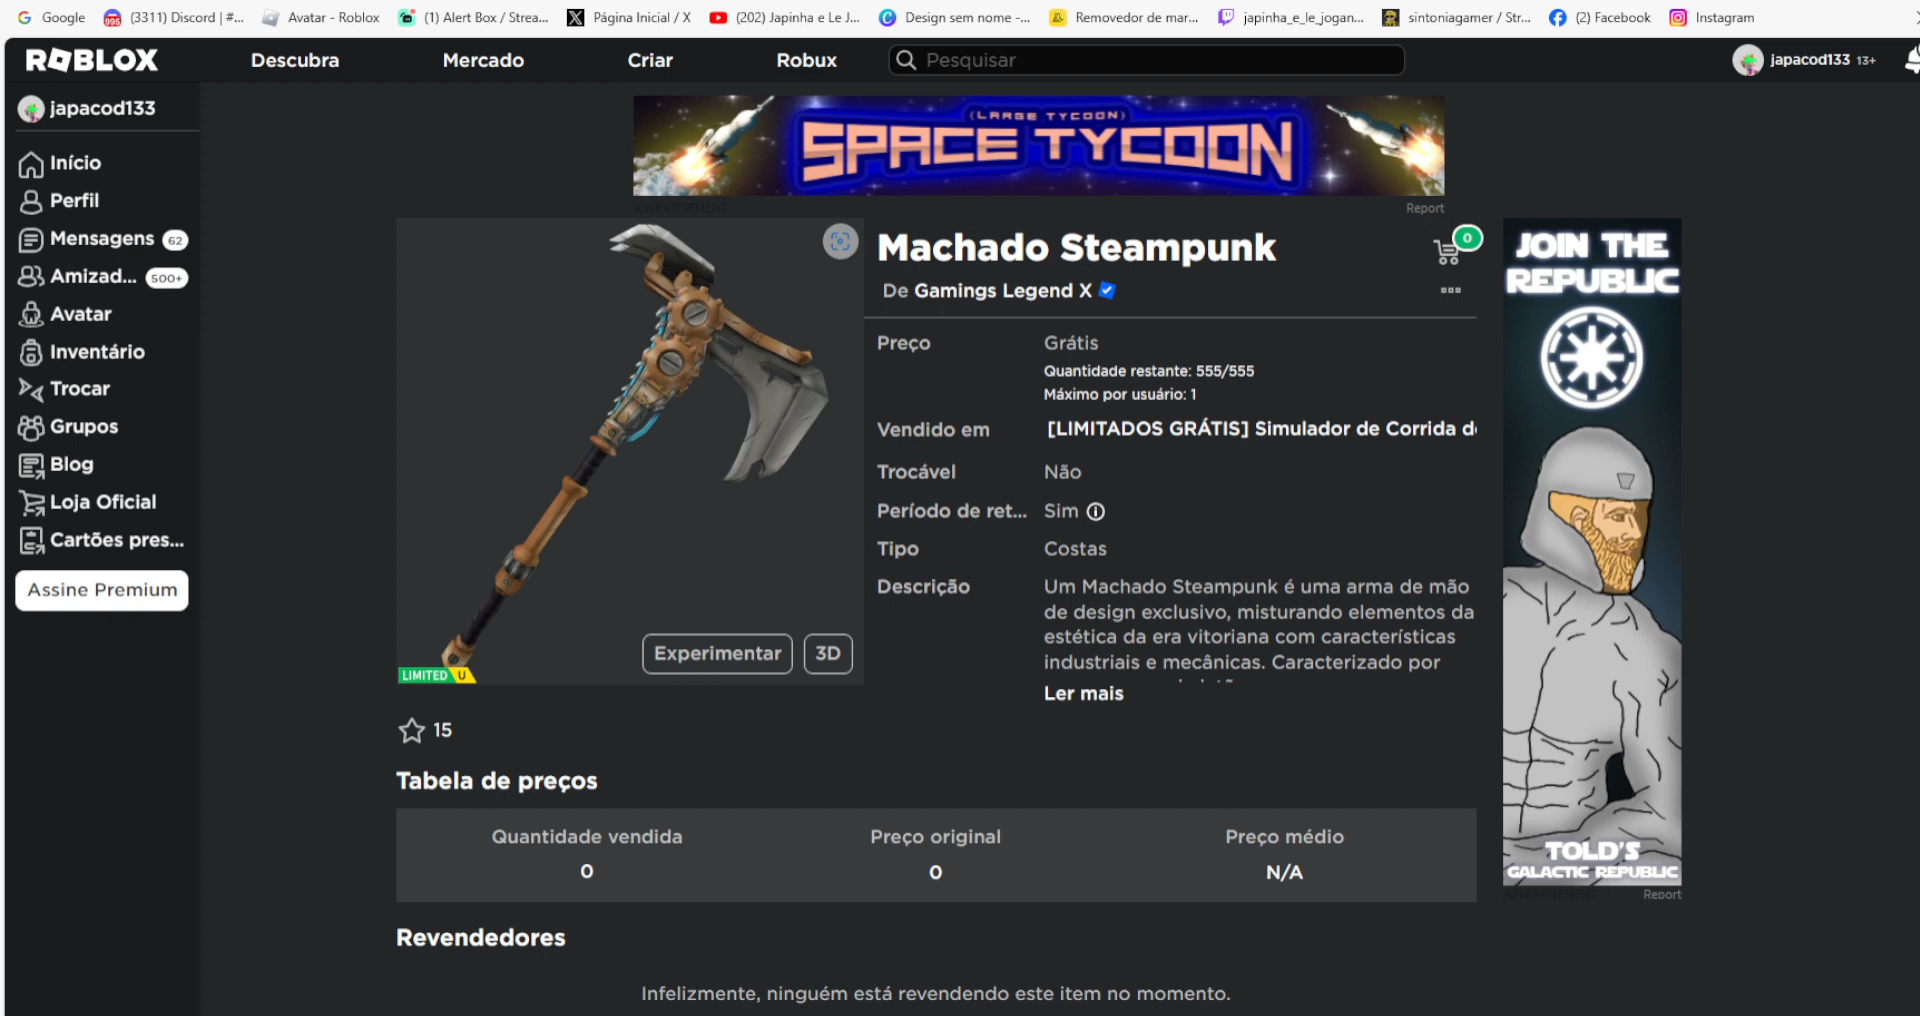 Google
995
(3311) Discord | #...
Avatar - Roblox
(1) Alert Box / Strea...
Página Inicial / X
(202) Japinha e Le J...
Design sem nome -...
Removedor de mar...
japinha_e_le_jogan...
sintoniagamer / Str...
(2) Facebook
Instagram
ROBLOX
Descubra
Mercado
Criar
Robux
Pesquisar
japacod133 13+
japacod133
Início
Perfil
Mensagens 62
Amizad... 500+
Avatar
Inventário
Trocar
Grupos
Blog
Loja Oficial
Cartões pres...
Assine Premium
(LARGE TYCOON)
SPACE TYCOON
ADVERTISEMENT
Report
LIMITED U
Experimentar
3D
15
Machado Steampunk
0
De Gamings Legend X
Preço Grátis
Quantidade restante: 555/555
Máximo por usuário: 1
Vendido em [LIMITADOS GRÁTIS] Simulador de Corrida de
Trocável Não
Período de ret... Sim
Tipo Costas
Descrição Um Machado Steampunk é uma arma de mão
de design exclusivo, misturando elementos da
estética da era vitoriana com características
industriais e mecânicas. Caracterizado por
Ler mais
Tabela de preços
Quantidade vendida Preço original Preço médio
0 0 N/A
Revendedores
Infelizmente, ninguém está revendendo este item no momento.
JOIN THE
REPUBLIC
TOLD'S
GALACTIC REPUBLIC
ADVERTISEMENT
Report